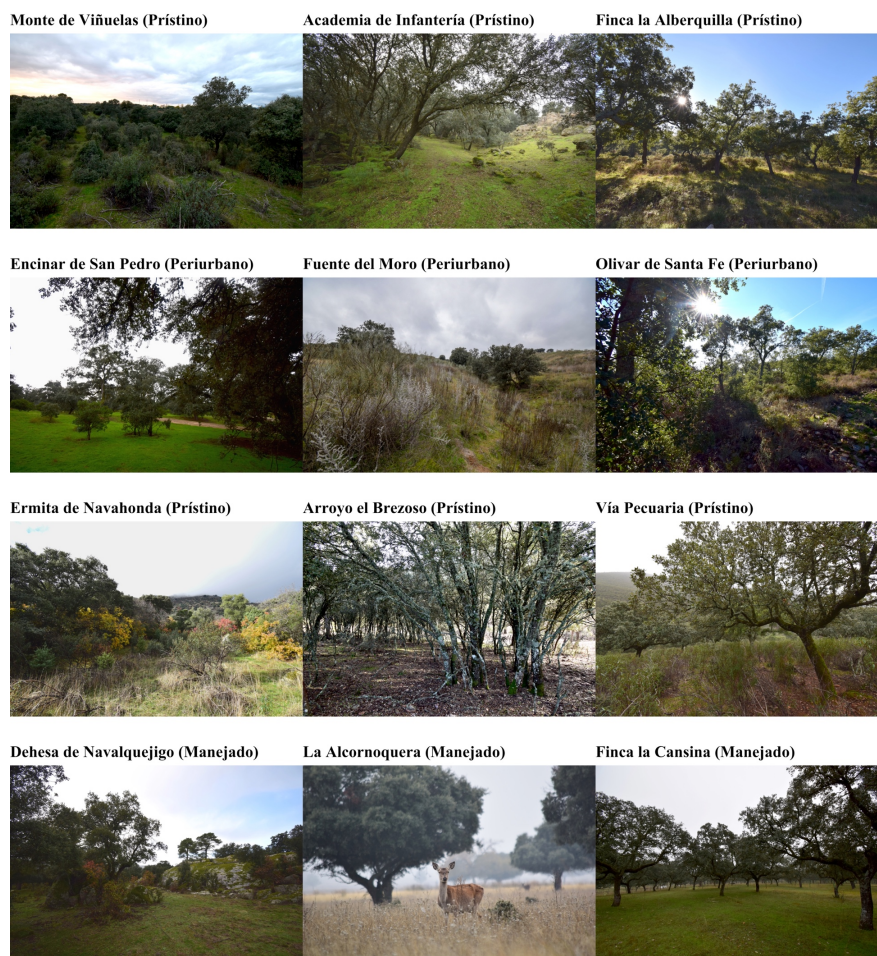 Monte de Viñuelas (Prístino)
Academia de Infantería (Prístino)
Finca la Alberquilla (Prístino)
Encinar de San Pedro (Periurbano)
Fuente del Moro (Periurbano)
Olivar de Santa Fe (Periurbano)
Ermita de Navahonda (Prístino)
Arroyo el Brezoso (Prístino)
Vía Pecuaria (Prístino)
Dehesa de Navalquejigo (Manejado)
La Alcornoquera (Manejado)
Finca la Cansina (Manejado)